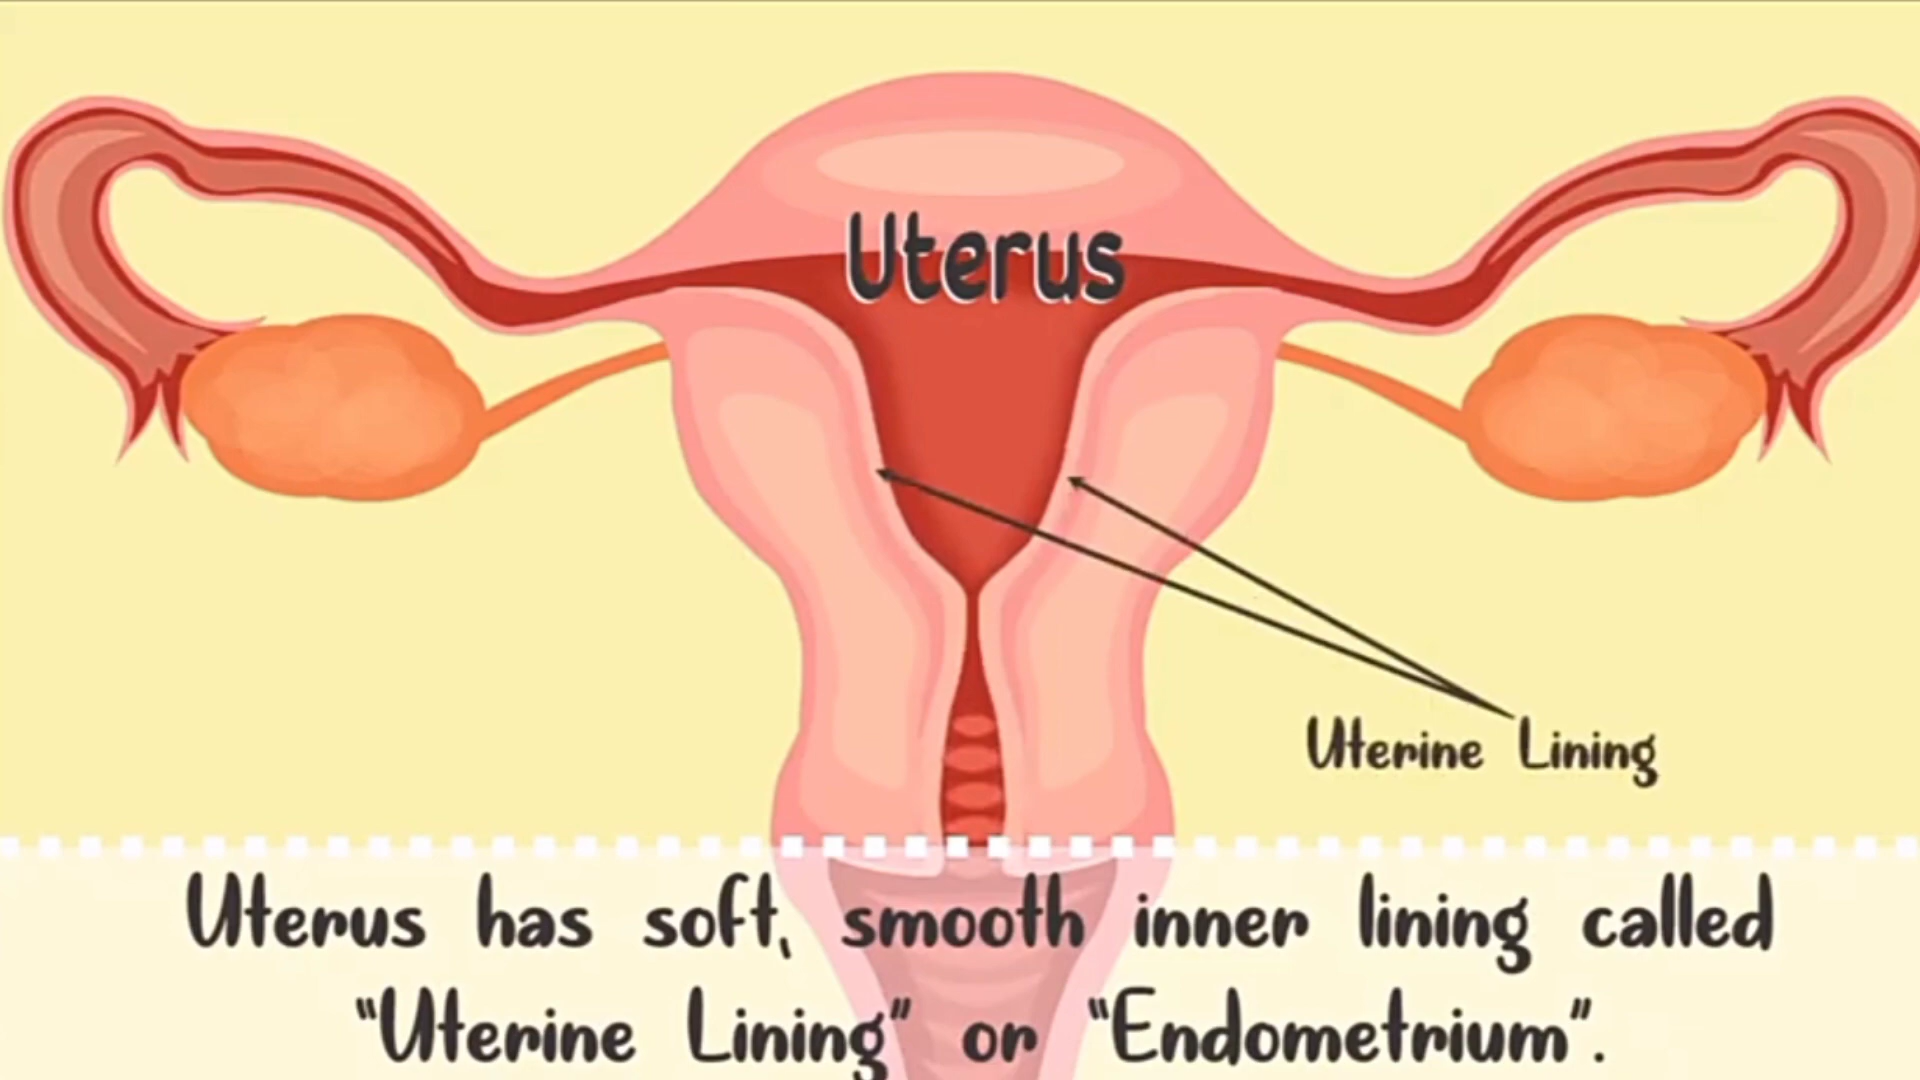 Uterus
Uterine Lining
Uterus has soft, smooth inner lining called
“Uterine Lining” or “Endometrium”.